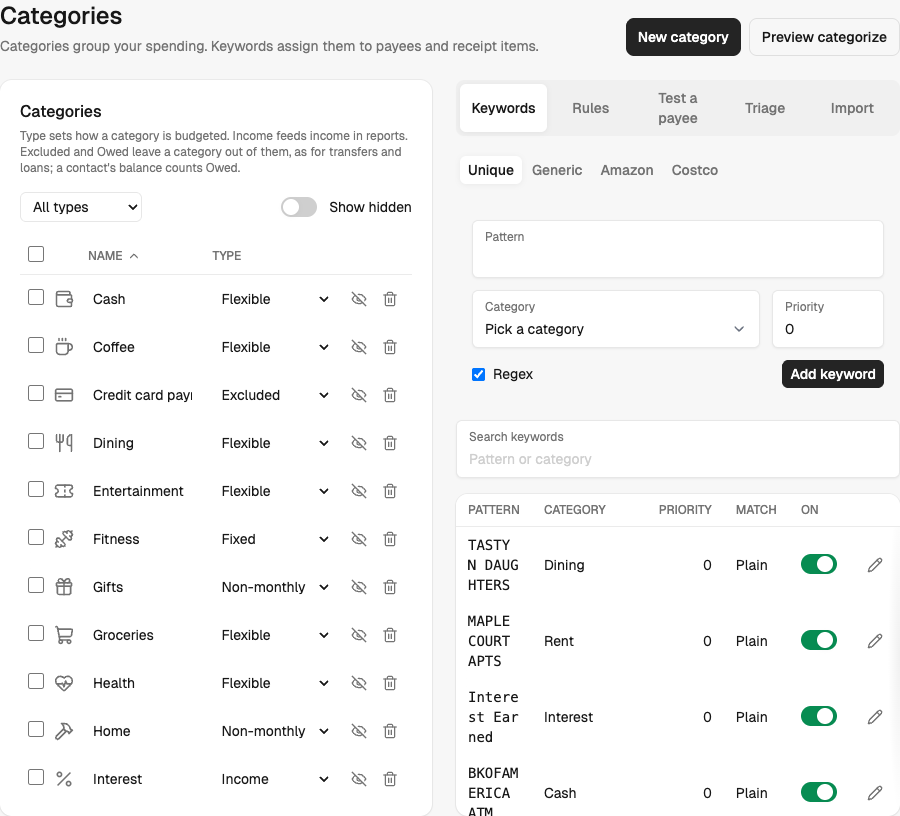 Categories
Categories group your spending. Keywords assign them to payees and receipt items.
New category
Preview categorize
Categories
Type sets how a category is budgeted. Income feeds income in reports.
Excluded and Owed leave a category out of them, as for transfers and
loans; a contact's balance counts Owed.
All types
Show hidden
NAME TYPE
Cash Flexible
Coffee Flexible
Credit card payr Excluded
Dining Flexible
Entertainment Flexible
Fitness Fixed
Gifts Non-monthly
Groceries Flexible
Health Flexible
Home Non-monthly
Interest Income
Keywords
Rules
Test a
payee
Triage
Import
Unique Generic Amazon Costco
Pattern
Category
Pick a category
Priority
0
Regex
Add keyword
Search keywords
Pattern or category
PATTERN CATEGORY PRIORITY MATCH ON
TASTY
N DAUG
HTERS
Dining 0 Plain
MAPLE
COURT
APTS
Rent 0 Plain
Intere
st Ear
ned
Interest 0 Plain
BKOFAM
ERICA
ATM
Cash 0 Plain